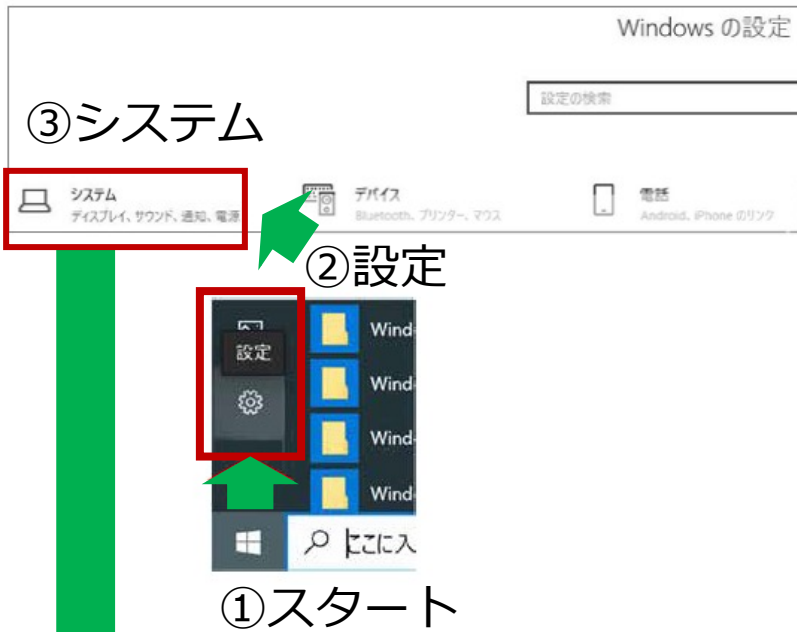 Windows の設定
設定の検索
③システム
システム
ディスプレイ、サウンド、通知、電源
デバイス
Bluetooth、プリンター、マウス
電話
Android、iPhone のリンク
②設定
設定
Wind
Wind
Wind
Wind
ここに入
①スタート